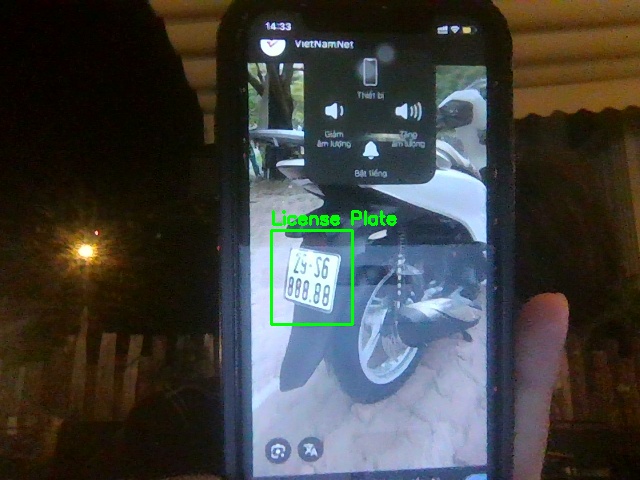 14:33
VietNamNet
Thiết bị
Giảm
âm lượng
Tăng
âm lượng
Bật tiếng
License Plate
29-S6
888.88